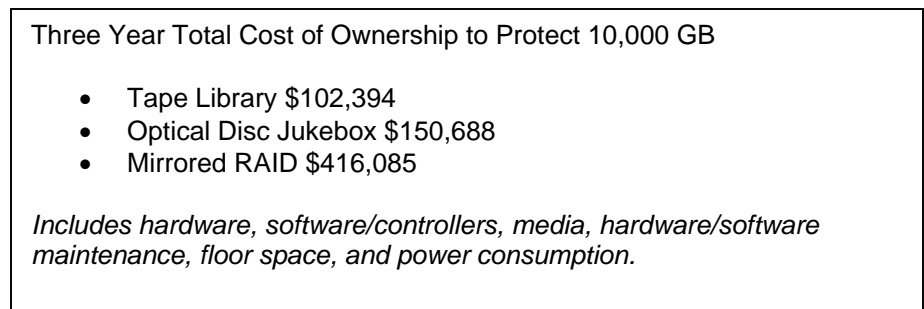 Three Year Total Cost of Ownership to Protect 10,000 GB
• Tape Library $102,394
• Optical Disc Jukebox $150,688
• Mirrored RAID $416,085
Includes hardware, software/controllers, media, hardware/software
maintenance, floor space, and power consumption.